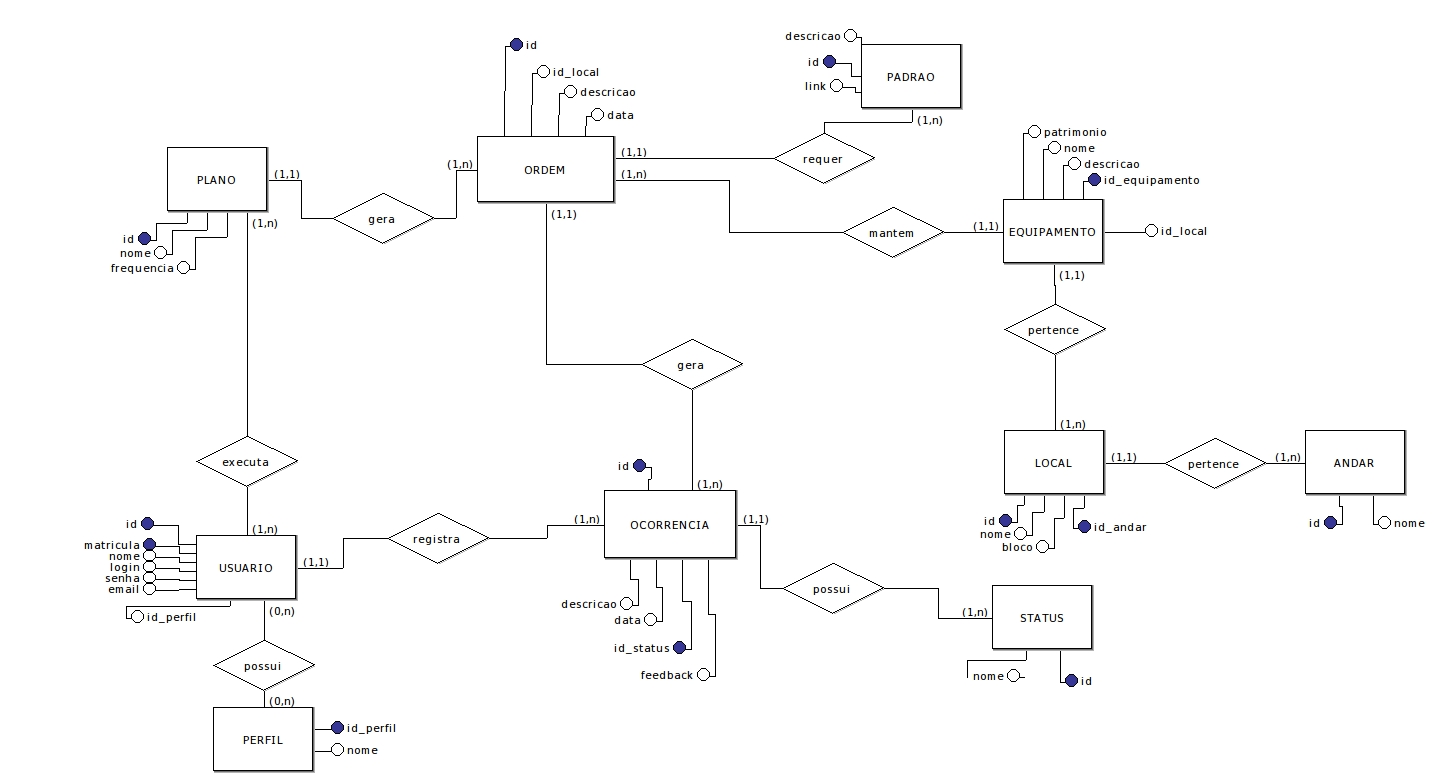 descricao
id
id_local
id
PADRAO
link
descricao
data
(1,n)
patrimonio
nome
descricao
id_equipamento
(1,1)
requer
(1,n)
ORDEM
(1,n)
PLANO
(1,1)
gera
(1,1)
(1,n)
mantem
(1,1)
EQUIPAMENTO
id_local
id
nome
frequencia
(1,1)
pertence
gera
(1,n)
executa
id
(1,n)
LOCAL
(1,1)
pertence
(1,n)
ANDAR
(1,n)
id
nome
bloco
id_andar
id
nome
id
matricula
nome
login
senha
email
id_perfil
(1,n)
USUARIO
(1,1)
registra
(1,n)
OCORRENCIA
(1,1)
possui
(1,n)
STATUS
(0,n)
descricao
data
id_status
feedback
nome
id
possui
(0,n)
PERFIL
id_perfil
nome